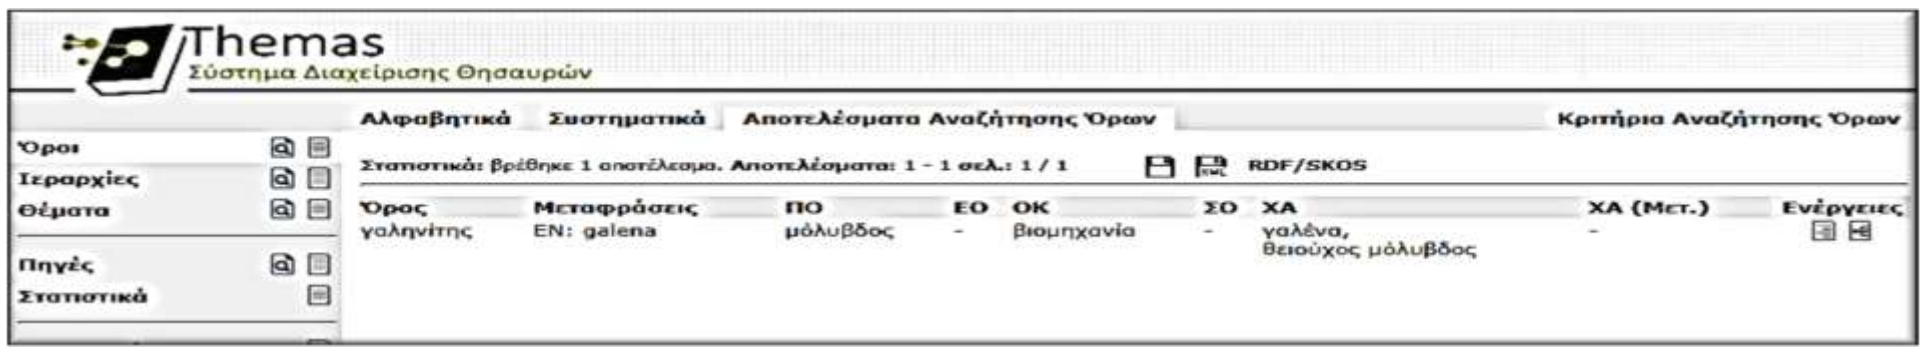 Themas
Σύστημα Διαχείρισης Θησαυρών
Αλφαβητικά Συστηματικά Αποτελέσματα Αναζήτησης Όρων Κριτήρια Αναζήτησης Όρων
Όροι
Στατιστικά: βρέθηκε 1 αποτέλεσμα. Αποτελέσματα: 1 - 1 σελ.: 1 / 1 XML RDF/SKOS
Ιεραρχίες
Θέματα
Όρος Μεταφράσεις ΠΟ ΕΟ ΟΚ ΣΟ ΧΑ ΧΑ (Μετ.) Ενέργειες
γαληνίτης EN: galena μόλυβδος - βιομηχανία - γαλένα, -
θειούχος μόλυβδος
Πηγές
Στατιστικά